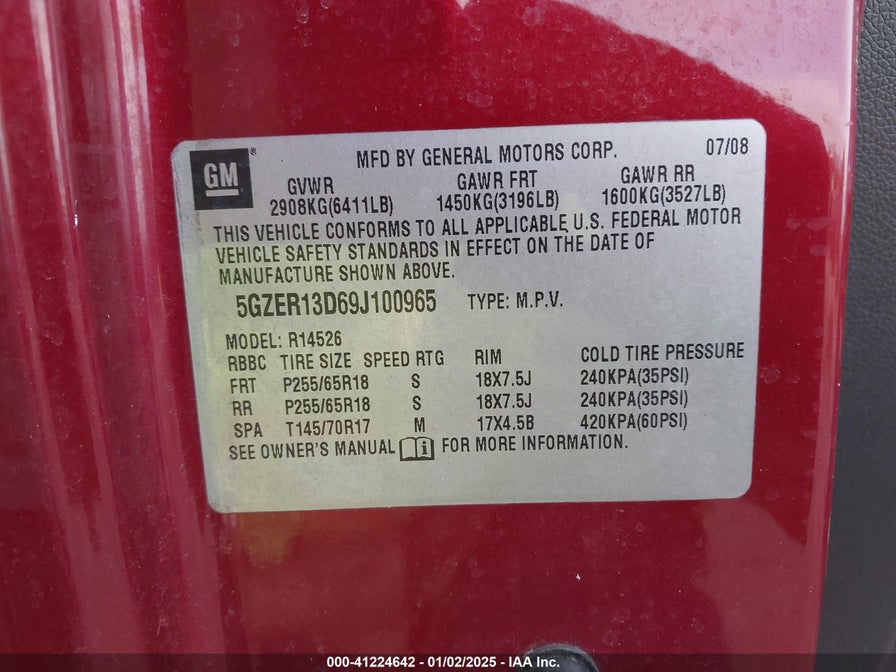 GM®
MFD BY GENERAL MOTORS CORP. 07/08
GVWR GAWR FRT GAWR RR
2908KG(6411LB) 1450KG(3196LB) 1600KG(3527LB)
THIS VEHICLE CONFORMS TO ALL APPLICABLE U.S. FEDERAL MOTOR
VEHICLE SAFETY STANDARDS IN EFFECT ON THE DATE OF
MANUFACTURE SHOWN ABOVE.
5GZER13D69J100965 TYPE: M.P.V.
MODEL: R14526
RBBC TIRE SIZE SPEED RTG RIM COLD TIRE PRESSURE
FRT P255/65R18 S 18X7.5J 240KPA(35PSI)
RR P255/65R18 S 18X7.5J 240KPA(35PSI)
SPA T145/70R17 M 17X4.5B 420KPA(60PSI)
SEE OWNER'S MANUAL i FOR MORE INFORMATION.
000-41224642 - 01/02/2025 - IAA Inc.